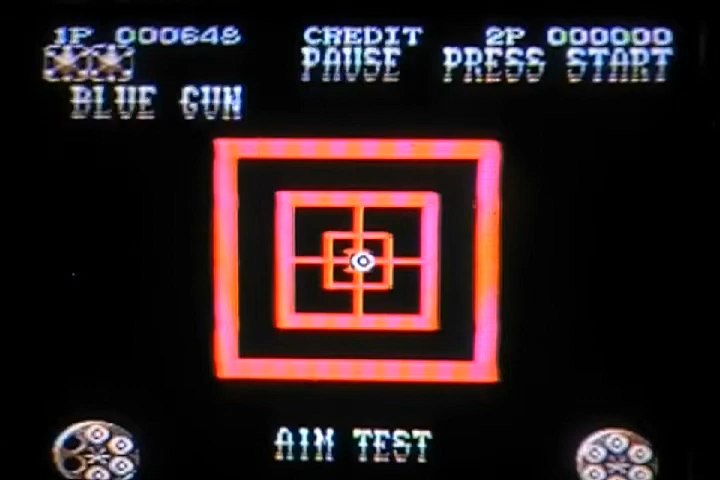 1P 000648 CREDIT 2P 000000
PAUSE PRESS START
BLUE GUN
AIM TEST